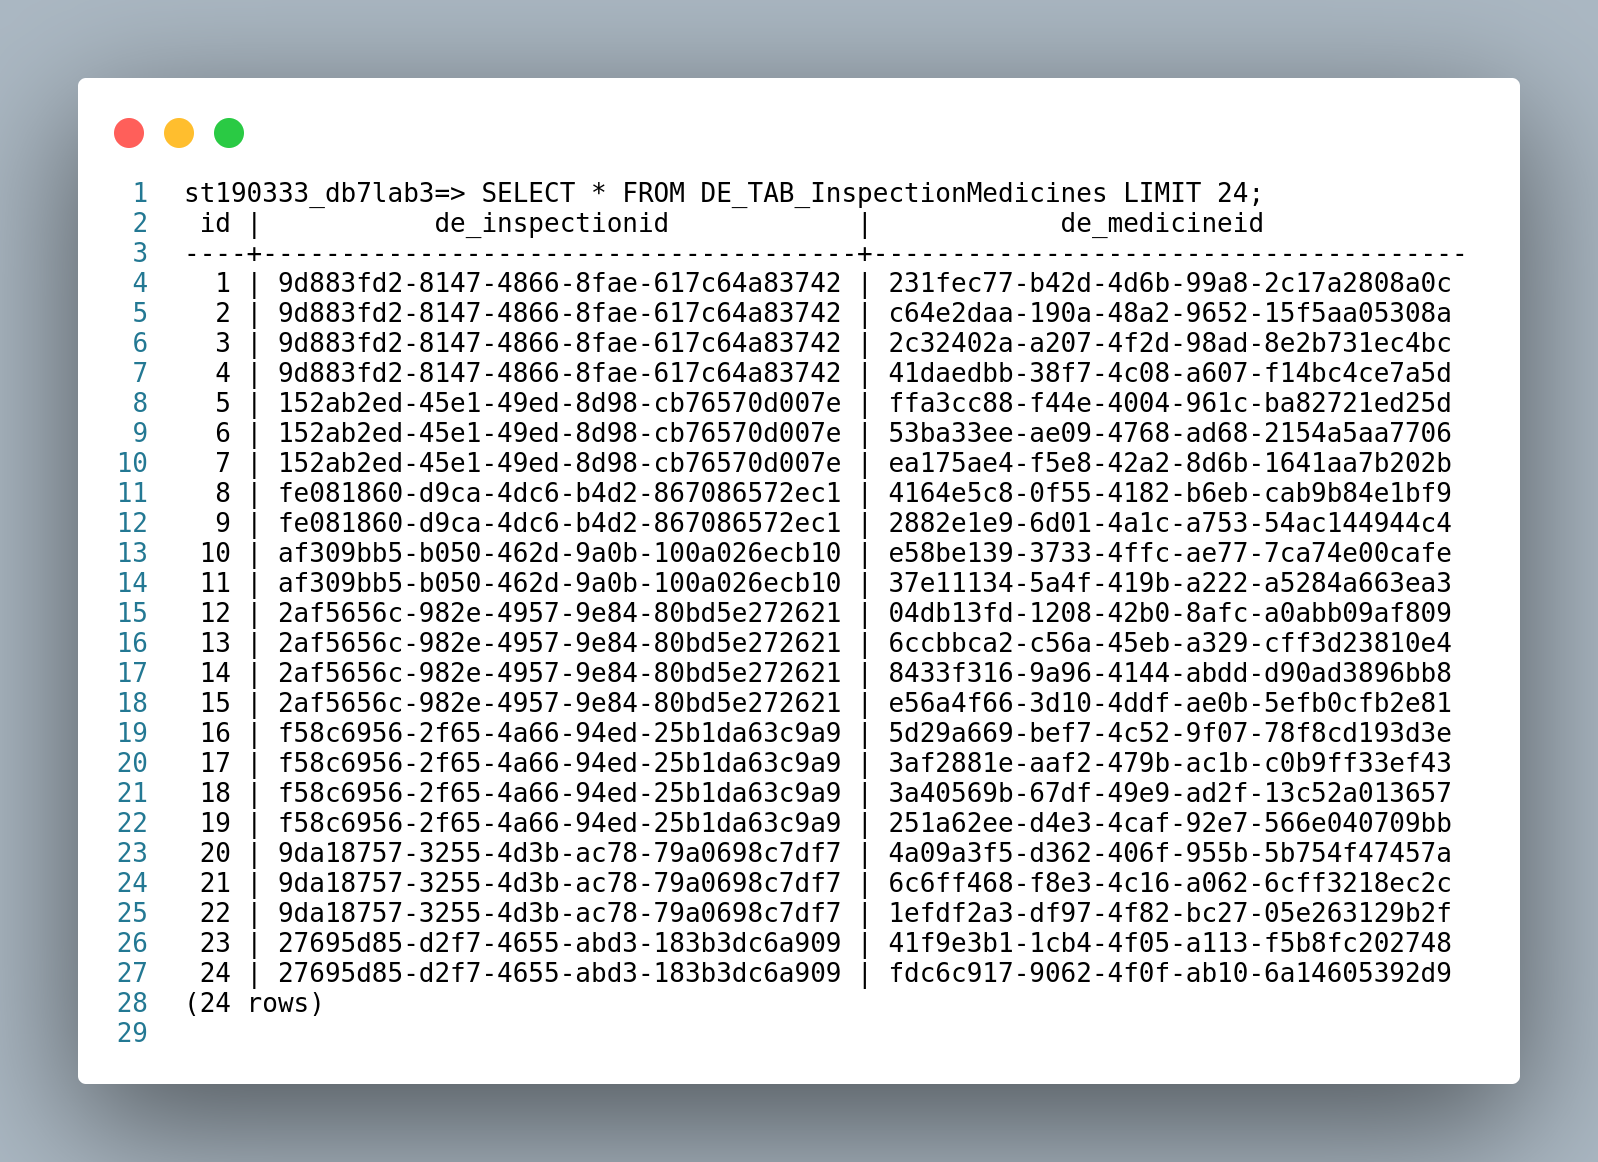 1 st190333_db7lab3=> SELECT * FROM DE_TAB_InspectionMedicines LIMIT 24;
2  id |           de_inspectionid            |            de_medicineid
3 ----+--------------------------------------+--------------------------------------
4   1 | 9d883fd2-8147-4866-8fae-617c64a83742 | 231fec77-b42d-4d6b-99a8-2c17a2808a0c
5   2 | 9d883fd2-8147-4866-8fae-617c64a83742 | c64e2daa-190a-48a2-9652-15f5aa05308a
6   3 | 9d883fd2-8147-4866-8fae-617c64a83742 | 2c32402a-a207-4f2d-98ad-8e2b731ec4bc
7   4 | 9d883fd2-8147-4866-8fae-617c64a83742 | 41daedbb-38f7-4c08-a607-f14bc4ce7a5d
8   5 | 152ab2ed-45e1-49ed-8d98-cb76570d007e | ffa3cc88-f44e-4004-961c-ba82721ed25d
9   6 | 152ab2ed-45e1-49ed-8d98-cb76570d007e | 53ba33ee-ae09-4768-ad68-2154a5aa7706
10   7 | 152ab2ed-45e1-49ed-8d98-cb76570d007e | ea175ae4-f5e8-42a2-8d6b-1641aa7b202b
11   8 | fe081860-d9ca-4dc6-b4d2-867086572ec1 | 4164e5c8-0f55-4182-b6eb-cab9b84e1bf9
12   9 | fe081860-d9ca-4dc6-b4d2-867086572ec1 | 2882e1e9-6d01-4a1c-a753-54ac144944c4
13  10 | af309bb5-b050-462d-9a0b-100a026ecb10 | e58be139-3733-4ffc-ae77-7ca74e00cafe
14  11 | af309bb5-b050-462d-9a0b-100a026ecb10 | 37e11134-5a4f-419b-a222-a5284a663ea3
15  12 | 2af5656c-982e-4957-9e84-80bd5e272621 | 04db13fd-1208-42b0-8afc-a0abb09af809
16  13 | 2af5656c-982e-4957-9e84-80bd5e272621 | 6ccbbca2-c56a-45eb-a329-cff3d23810e4
17  14 | 2af5656c-982e-4957-9e84-80bd5e272621 | 8433f316-9a96-4144-abdd-d90ad3896bb8
18  15 | 2af5656c-982e-4957-9e84-80bd5e272621 | e56a4f66-3d10-4ddf-ae0b-5efb0cfb2e81
19  16 | f58c6956-2f65-4a66-94ed-25b1da63c9a9 | 5d29a669-bef7-4c52-9f07-78f8cd193d3e
20  17 | f58c6956-2f65-4a66-94ed-25b1da63c9a9 | 3af2881e-aaf2-479b-ac1b-c0b9ff33ef43
21  18 | f58c6956-2f65-4a66-94ed-25b1da63c9a9 | 3a40569b-67df-49e9-ad2f-13c52a013657
22  19 | f58c6956-2f65-4a66-94ed-25b1da63c9a9 | 251a62ee-d4e3-4caf-92e7-566e040709bb
23  20 | 9da18757-3255-4d3b-ac78-79a0698c7df7 | 4a09a3f5-d362-406f-955b-5b754f47457a
24  21 | 9da18757-3255-4d3b-ac78-79a0698c7df7 | 6c6ff468-f8e3-4c16-a062-6cff3218ec2c
25  22 | 9da18757-3255-4d3b-ac78-79a0698c7df7 | 1efdf2a3-df97-4f82-bc27-05e263129b2f
26  23 | 27695d85-d2f7-4655-abd3-183b3dc6a909 | 41f9e3b1-1cb4-4f05-a113-f5b8fc202748
27  24 | 27695d85-d2f7-4655-abd3-183b3dc6a909 | fdc6c917-9062-4f0f-ab10-6a14605392d9
28 (24 rows)
29